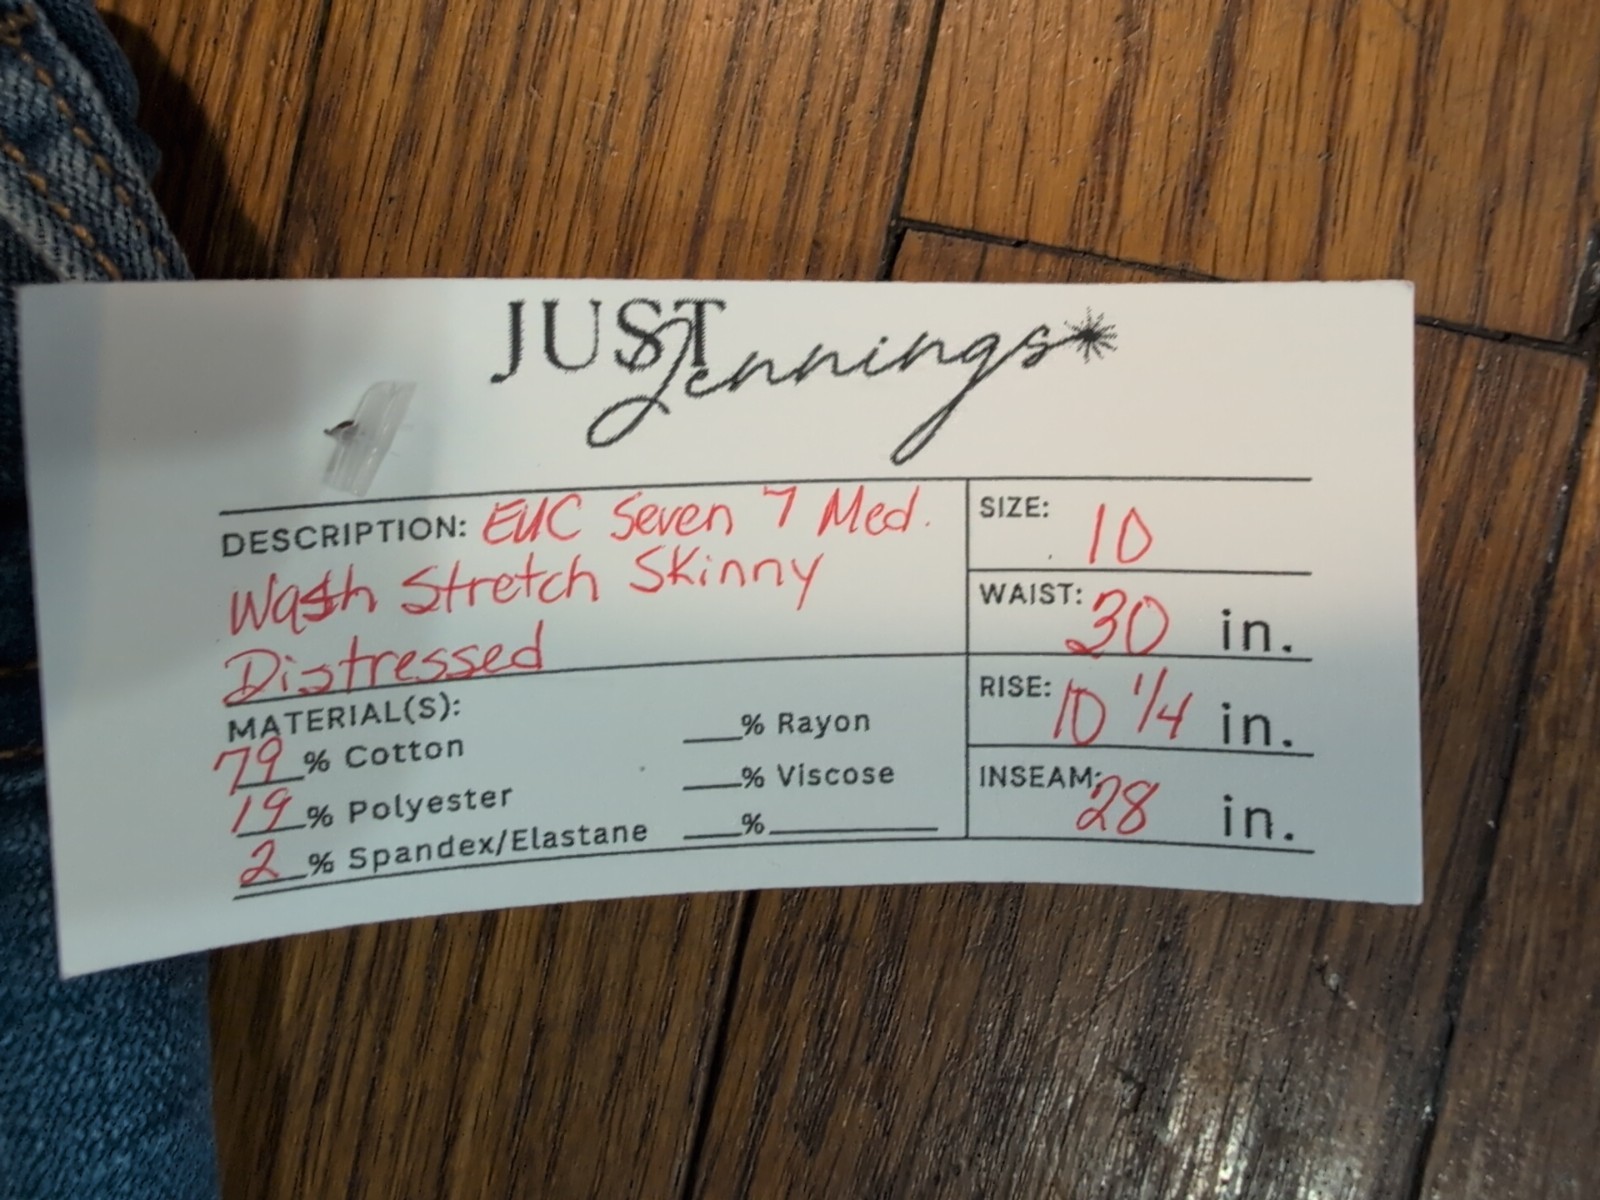 JUST
Jennings*
DESCRIPTION: EUC Seven 7 Med.
Wash Stretch Skinny
Distressed
MATERIAL(S):
79 % Cotton
19 % Polyester
2 % Spandex/Elastane
___% Rayon
___% Viscose
___%__________
SIZE: 10
WAIST: 30 in.
RISE: 10 1/4 in.
INSEAM: 28 in.